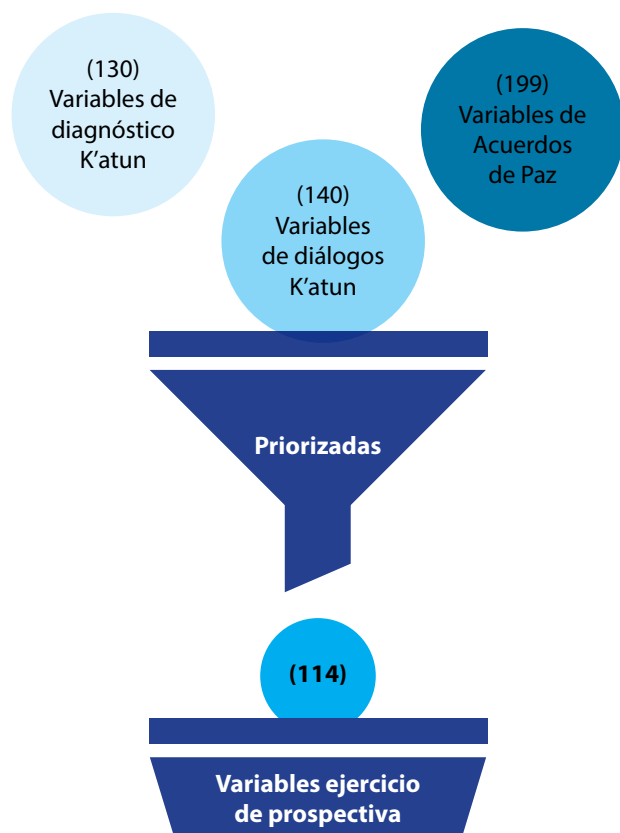 (130)
Variables de
diagnóstico
K'atun
(199)
Variables de
Acuerdos
de Paz
(140)
Variables
de diálogos
K'atun
Priorizadas
(114)
Variables ejercicio
de prospectiva